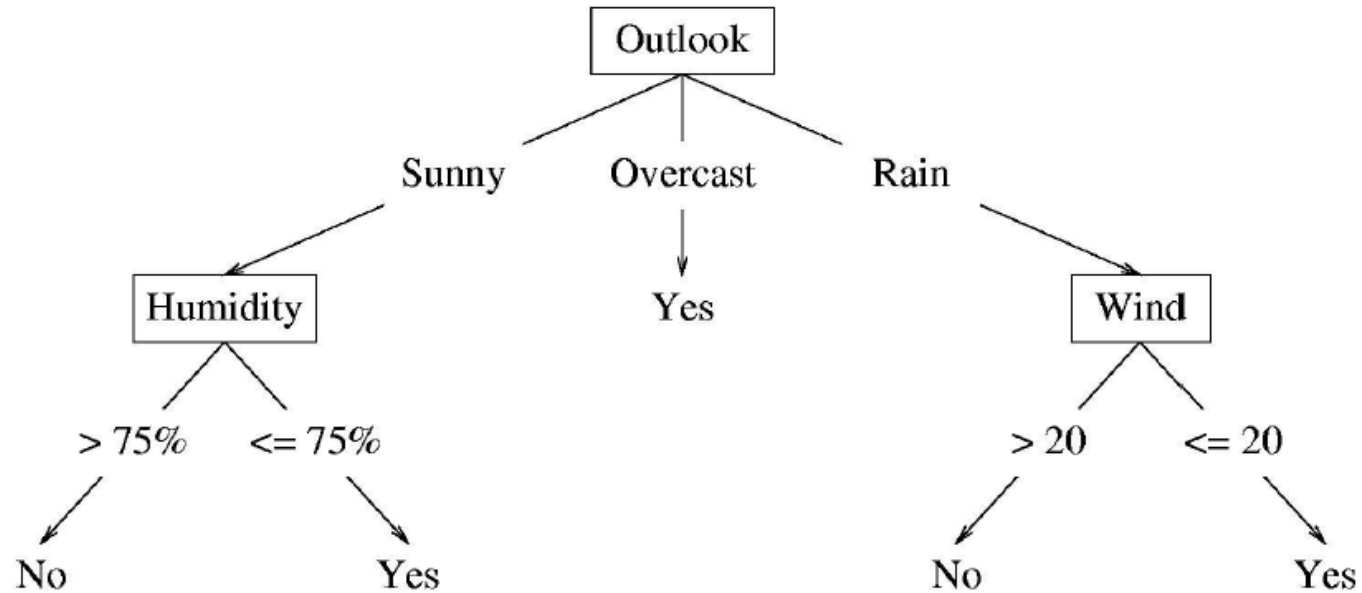 Outlook
Sunny Overcast Rain
Humidity Yes Wind
> 75% <= 75% > 20 <= 20
No Yes No Yes